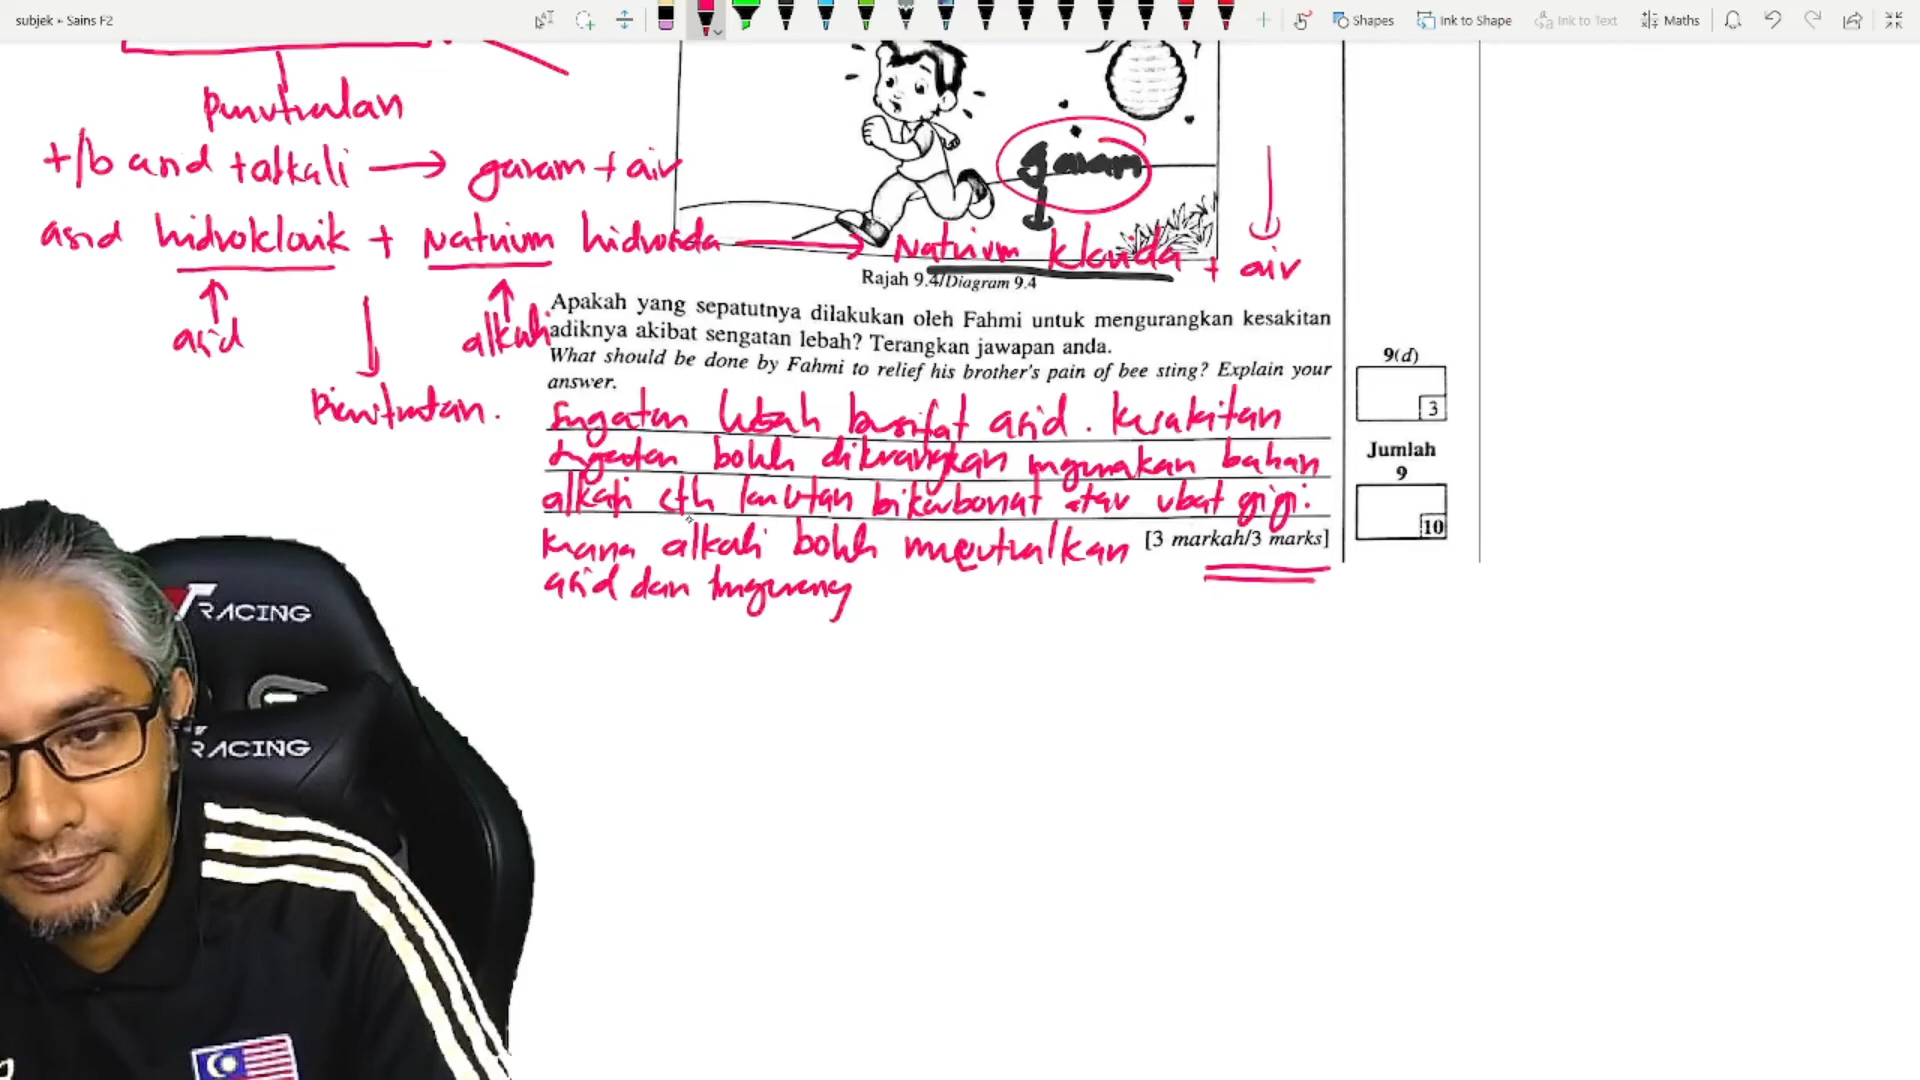 subjek » Sains F2
Shapes
Ink to Shape
Ink to Text
Maths
Penutralan
t/b asid + alkali → garam + air
garam
asid hidroklorik + Natrium hidroksida → Natrium Klorida + air
asid
alkali
Penutralan.
Rajah 9.4/Diagram 9.4
Apakah yang sepatutnya dilakukan oleh Fahmi untuk mengurangkan kesakitan
adiknya akibat sengatan lebah? Terangkan jawapan anda.
What should be done by Fahmi to relief his brother's pain of bee sting? Explain your
answer.
Sengatan lebah bersifat asid. Kesakitan
sengatan boleh dikurangkan mgunakan bahan
alkali cth larutan bikarbonat atau ubat gigi.
kerana alkali boleh meneutralkan
asid dan mengurang
[3 markah/3 marks]
9(d)
3
Jumlah
9
10
RACING
RACING